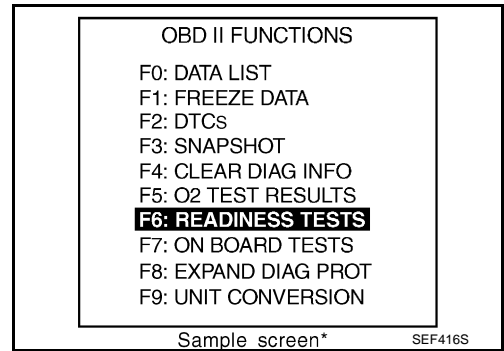 OBD II FUNCTIONS
F0: DATA LIST
F1: FREEZE DATA
F2: DTCs
F3: SNAPSHOT
F4: CLEAR DIAG INFO
F5: O2 TEST RESULTS
F6: READINESS TESTS
F7: ON BOARD TESTS
F8: EXPAND DIAG PROT
F9: UNIT CONVERSION
Sample screen* SEF416S